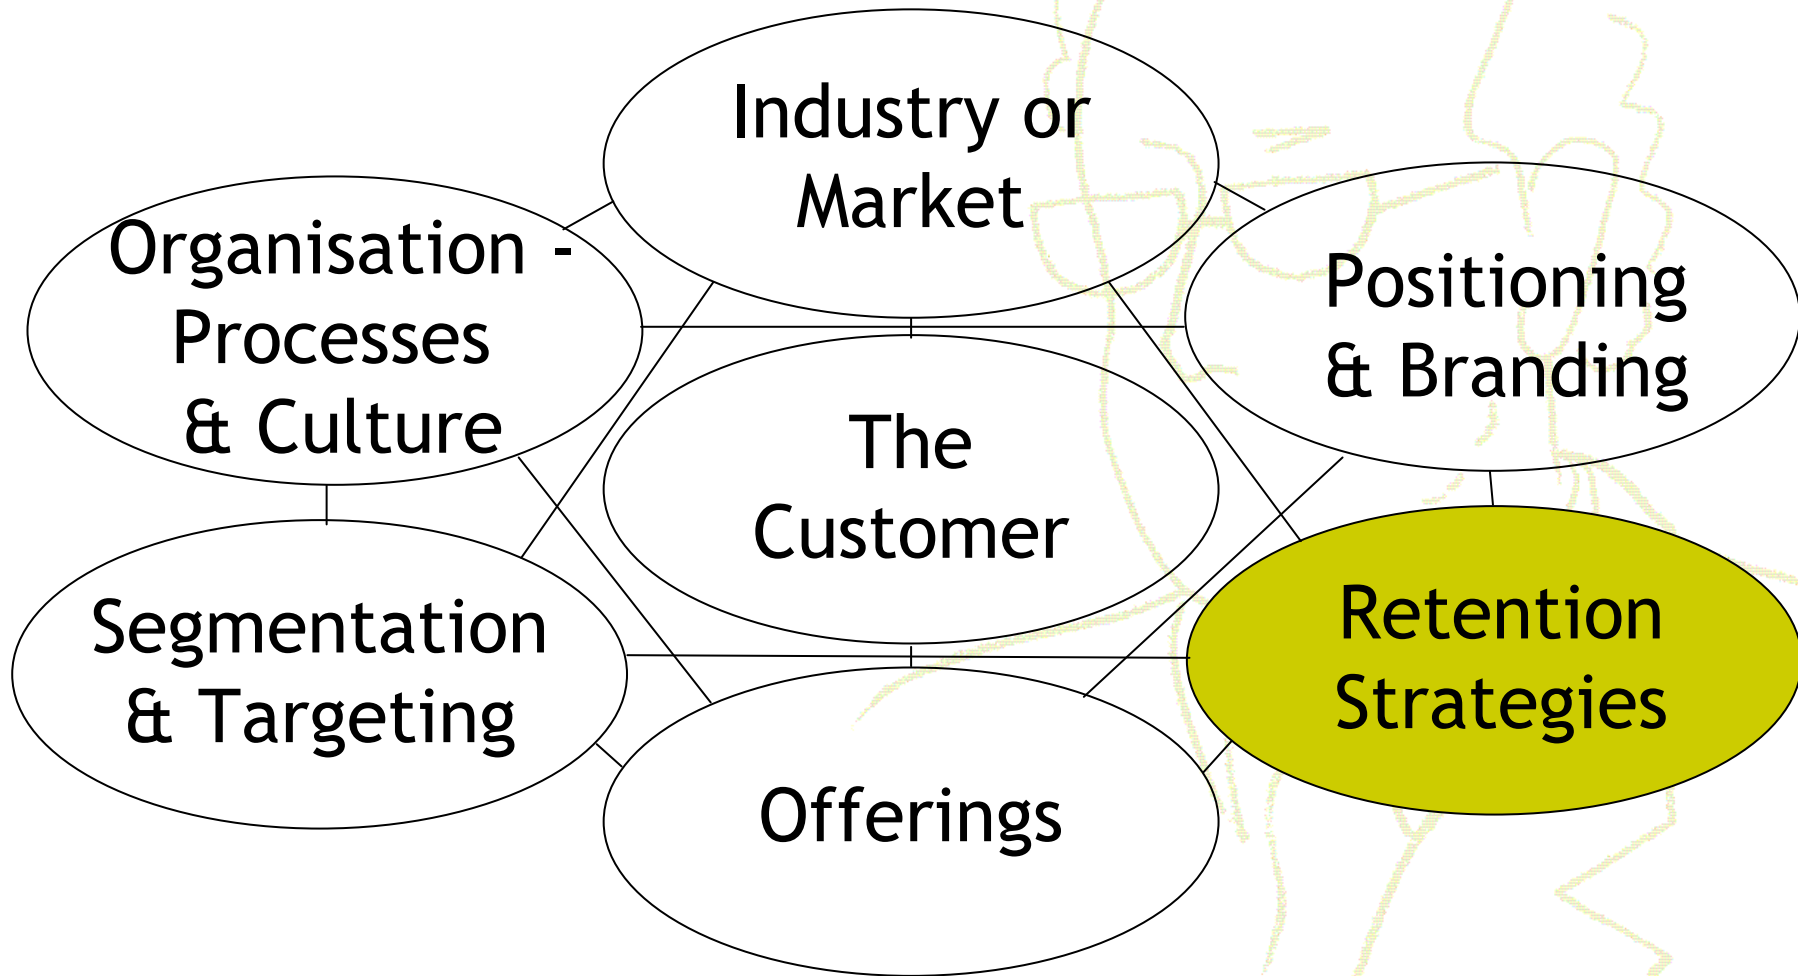 Industry or
Market
Organisation -
Processes
& Culture
Positioning
& Branding
The
Customer
Segmentation
& Targeting
Retention
Strategies
Offerings